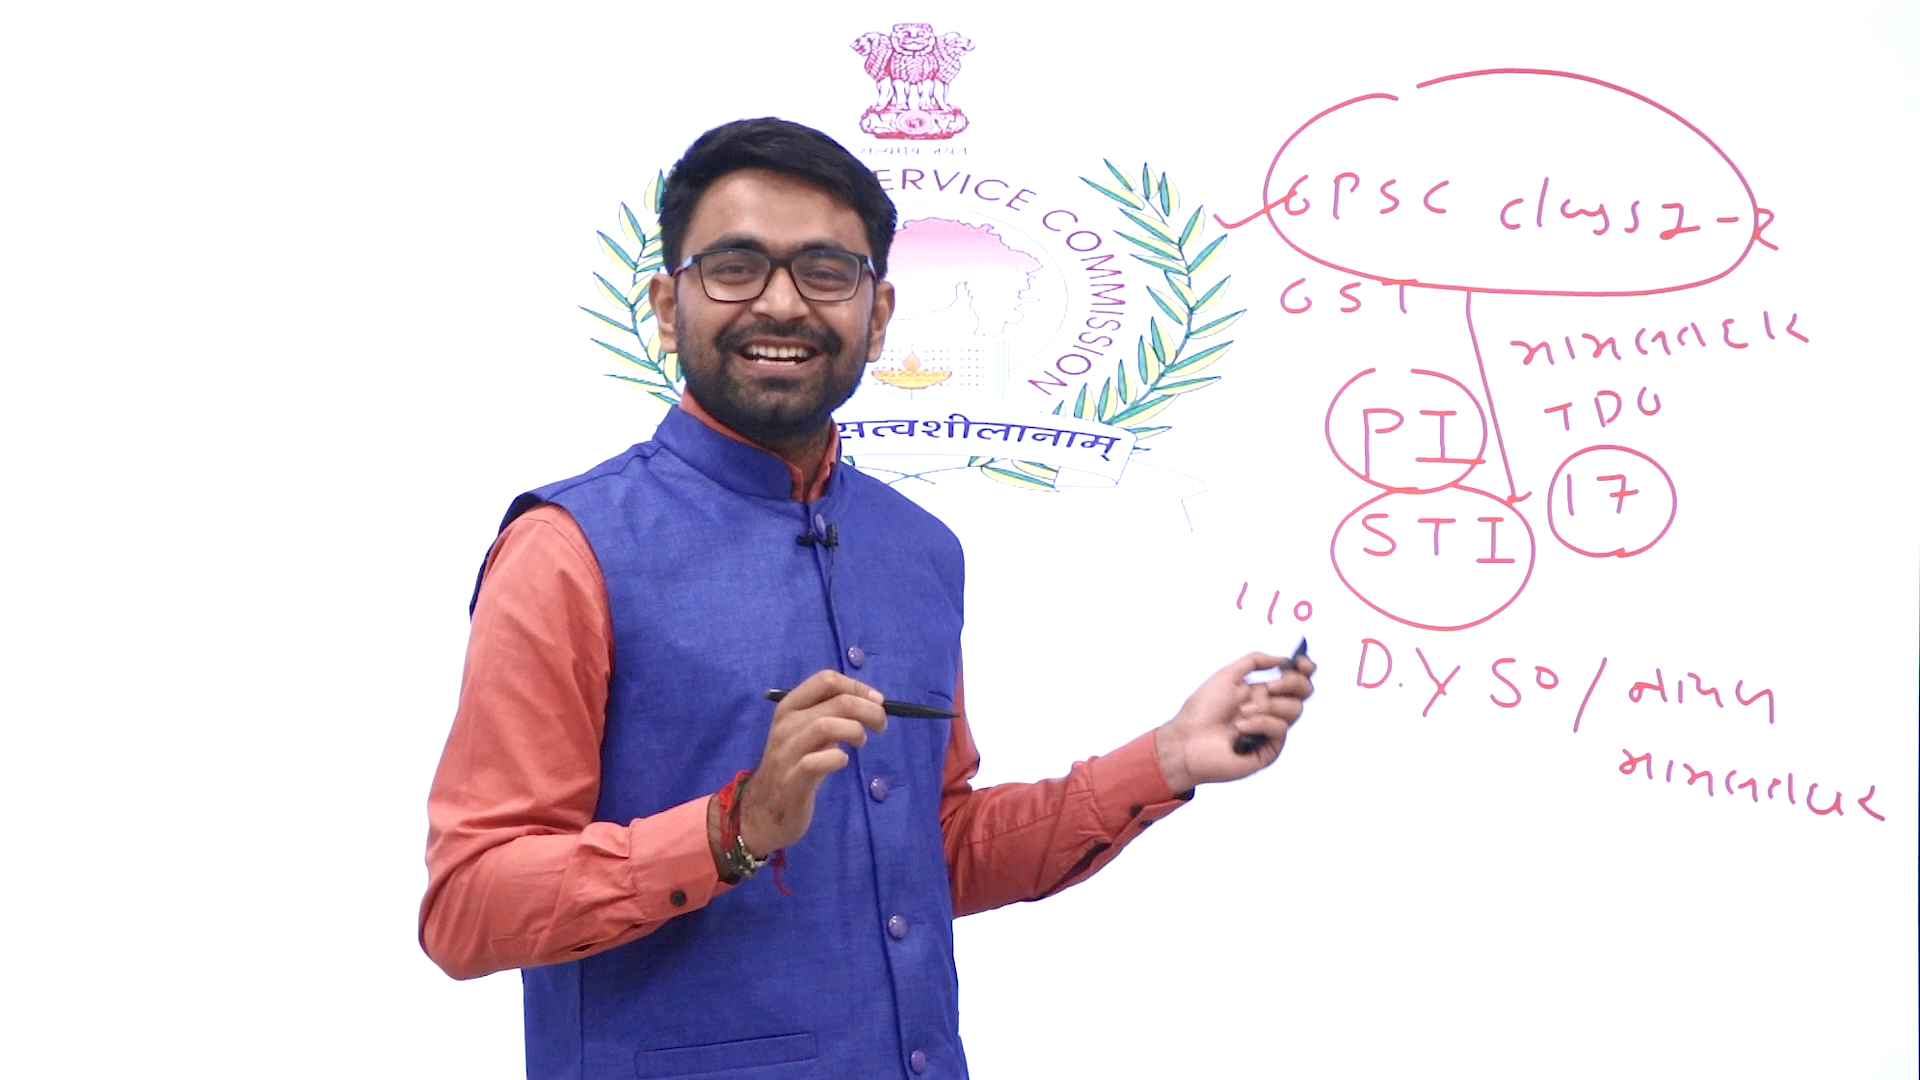 सत्यमेव जयते
SERVICE COMMISSION
सत्वशीलानाम्
GPSC class 1-2
GST
મામલતદાર
TDO
PI
17
STI
110
D.Y SO / નાયબ
મામલતદાર